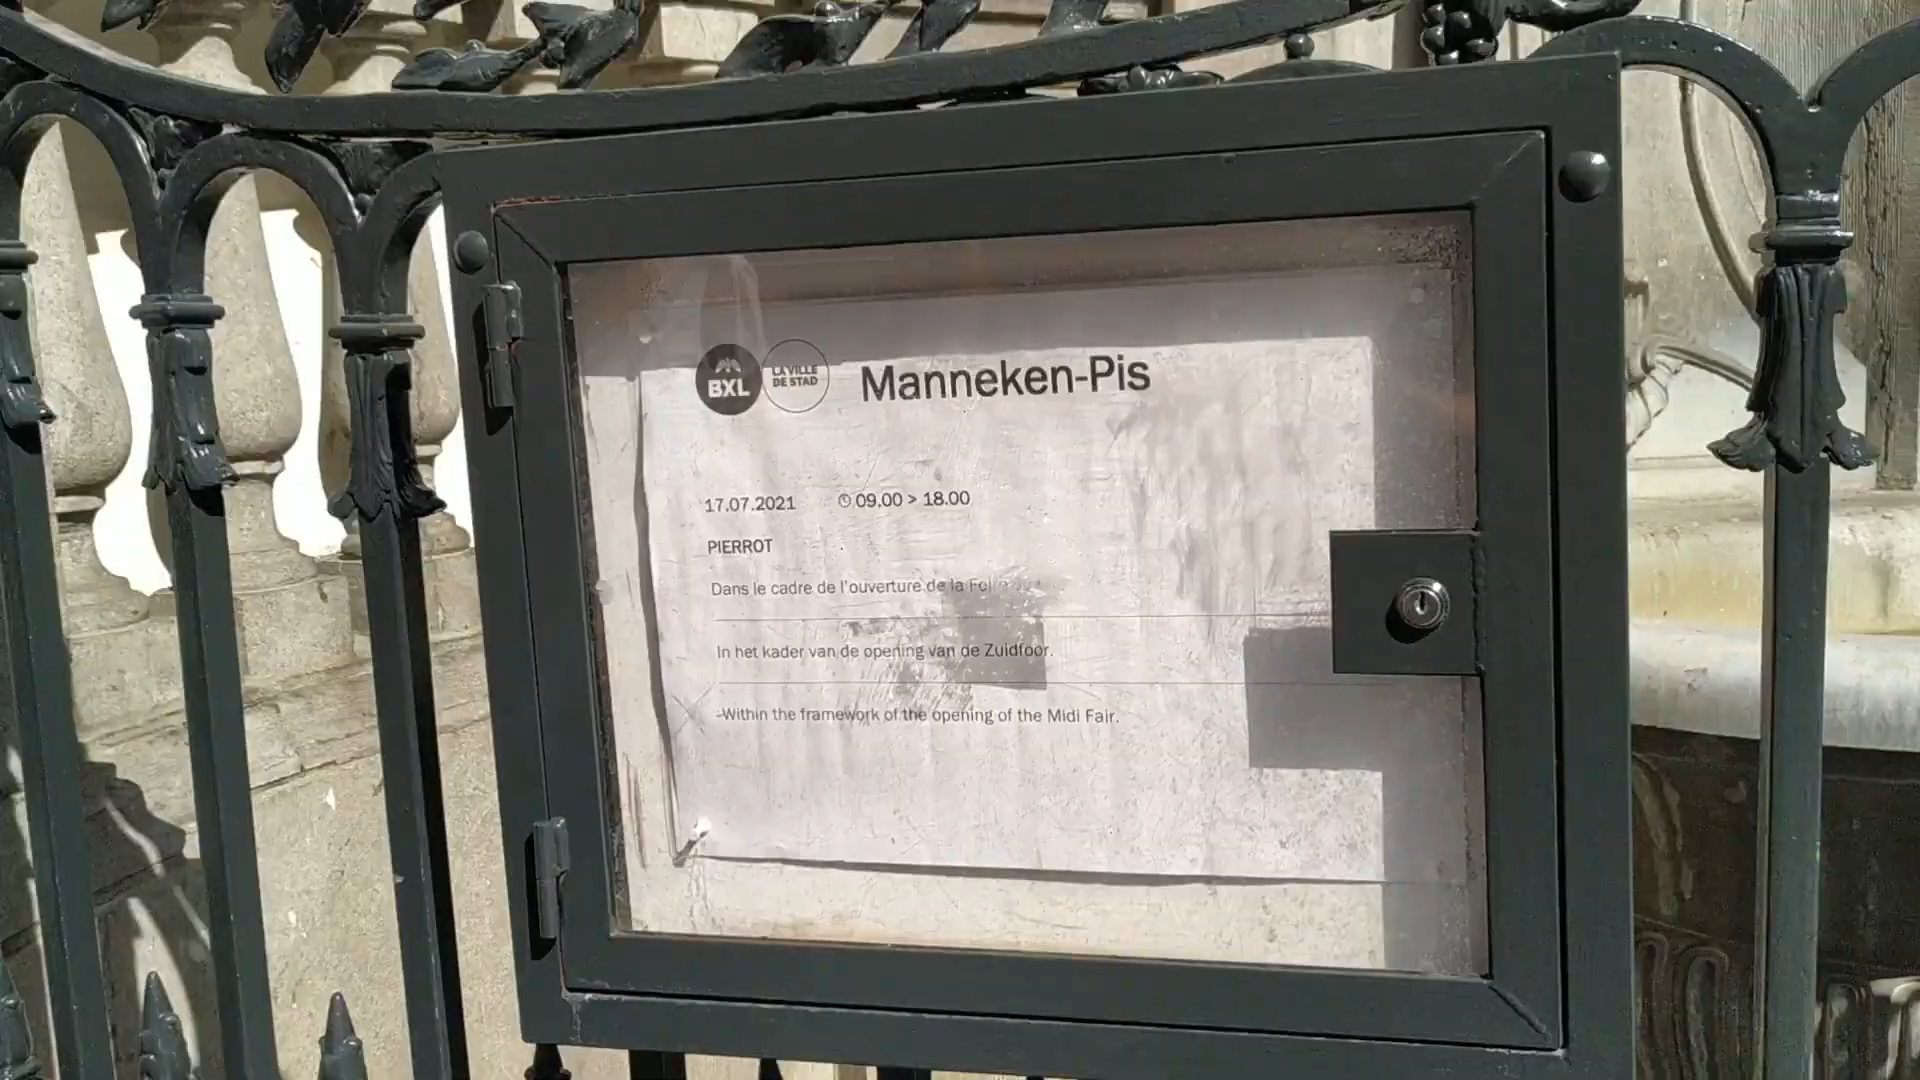 BXL
LA VILLE
DE STAD
Manneken-Pis
17.07.2021 09.00 > 18.00
PIERROT
Dans le cadre de l'ouverture de la
In het kader van de opening van de Zuidfoor.
-Within the framework of the opening of the Midi Fair.